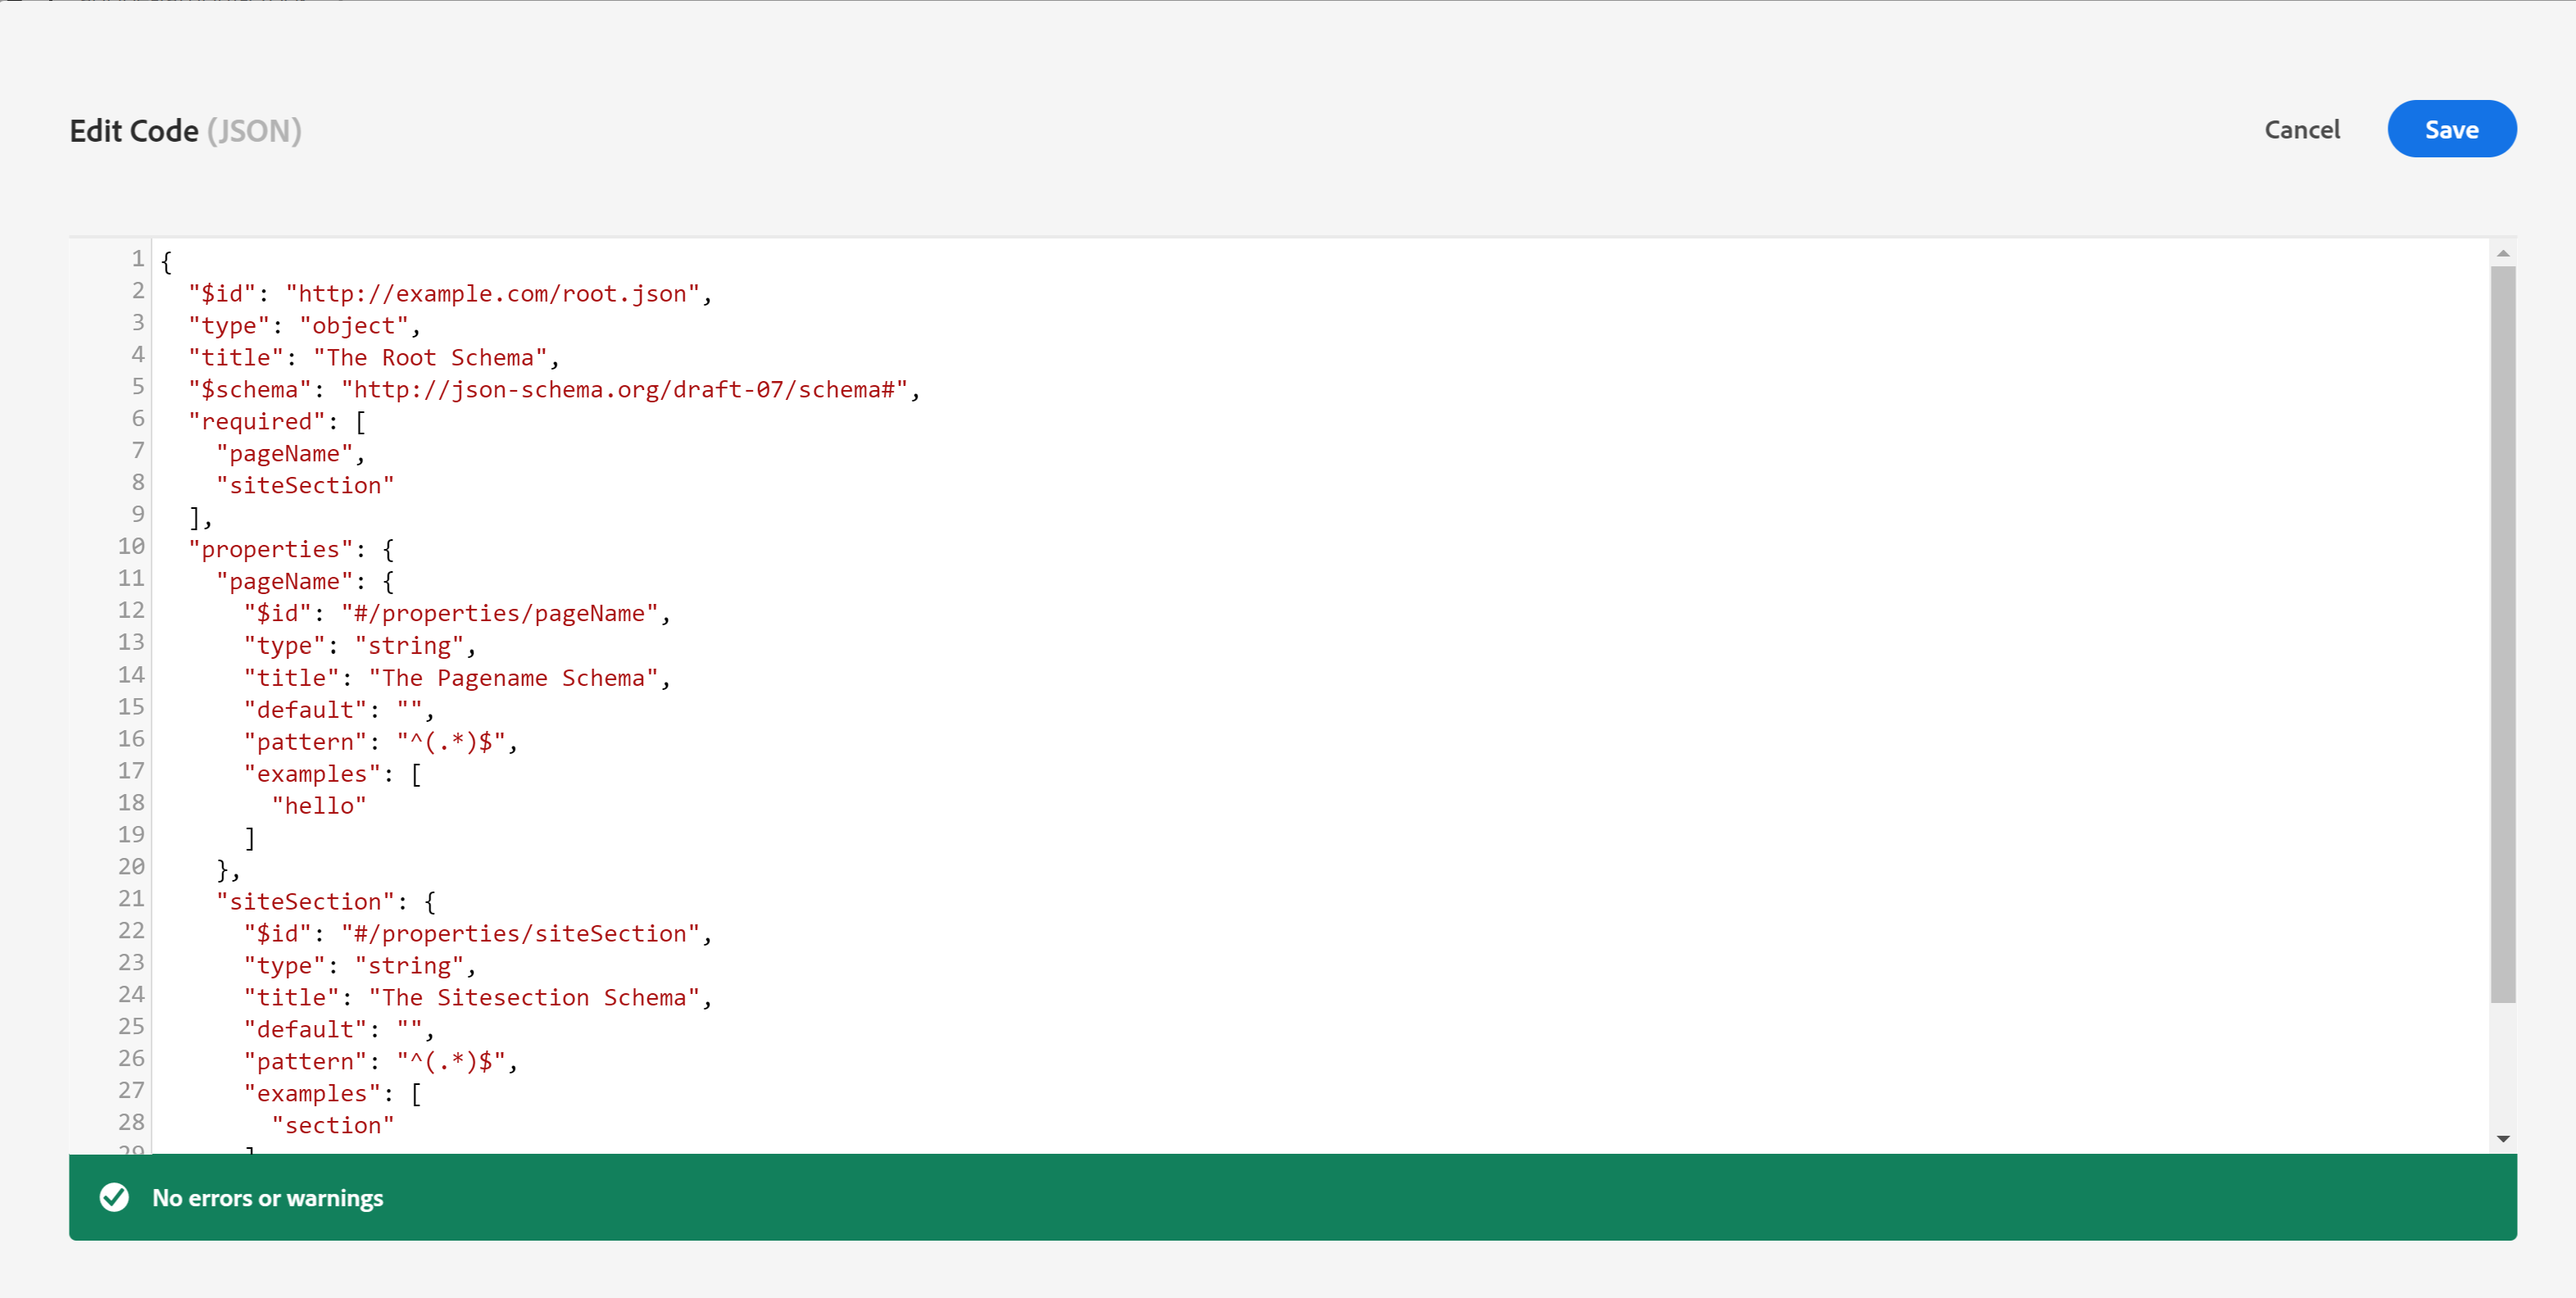 Edit Code (JSON)
Cancel
Save
1 {
2   "$id": "http://example.com/root.json",
3   "type": "object",
4   "title": "The Root Schema",
5   "$schema": "http://json-schema.org/draft-07/schema#",
6   "required": [
7     "pageName",
8     "siteSection"
9   ],
10   "properties": {
11     "pageName": {
12       "$id": "#/properties/pageName",
13       "type": "string",
14       "title": "The Pagename Schema",
15       "default": "",
16       "pattern": "^(.*)$",
17       "examples": [
18         "hello"
19       ]
20     },
21     "siteSection": {
22       "$id": "#/properties/siteSection",
23       "type": "string",
24       "title": "The Sitesection Schema",
25       "default": "",
26       "pattern": "^(.*)$",
27       "examples": [
28         "section"
29       ]
No errors or warnings